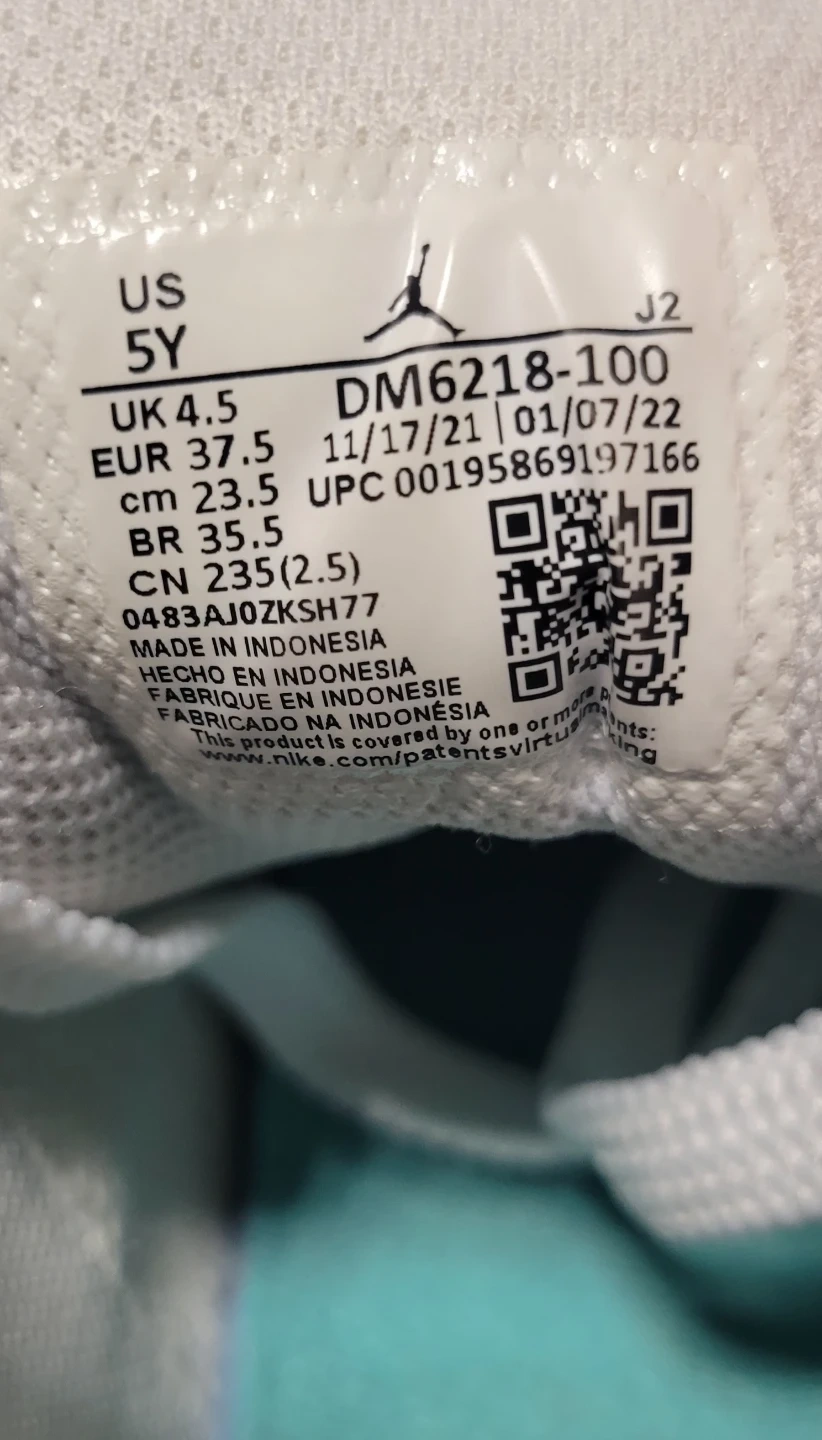 US
5Y
J2
UK 4.5
DM6218-100
EUR 37.5
11/17/21 | 01/07/22
cm 23.5
UPC 00195869197166
BR 35.5
CN 235(2.5)
0483AJ0ZKSH77
MADE IN INDONESIA
HECHO EN INDONESIA
FABRIQUE EN INDONESIE
FABRICADO NA INDONÉSIA
This product is covered by one or more
www.nike.com/patentsvirtualmarking